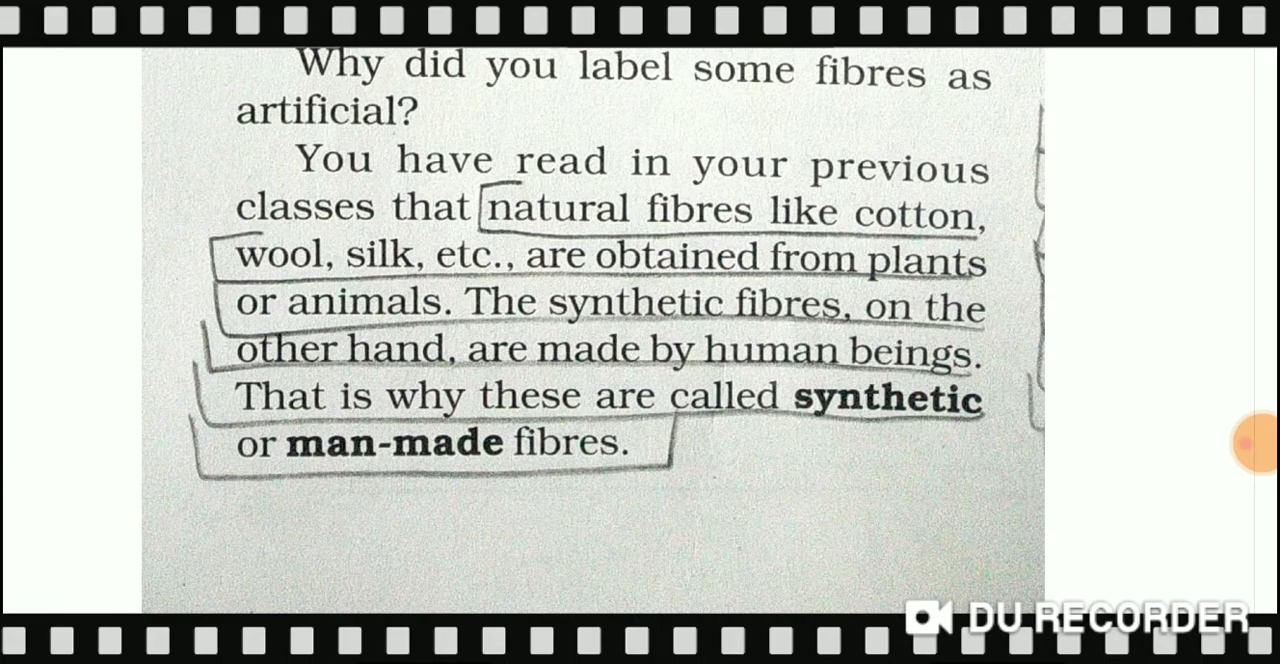 Why did you label some fibres as
artificial?
You have read in your previous
classes that natural fibres like cotton,
wool, silk, etc., are obtained from plants
or animals. The synthetic fibres, on the
other hand, are made by human beings.
That is why these are called synthetic
or man-made fibres.
DU RECORDER